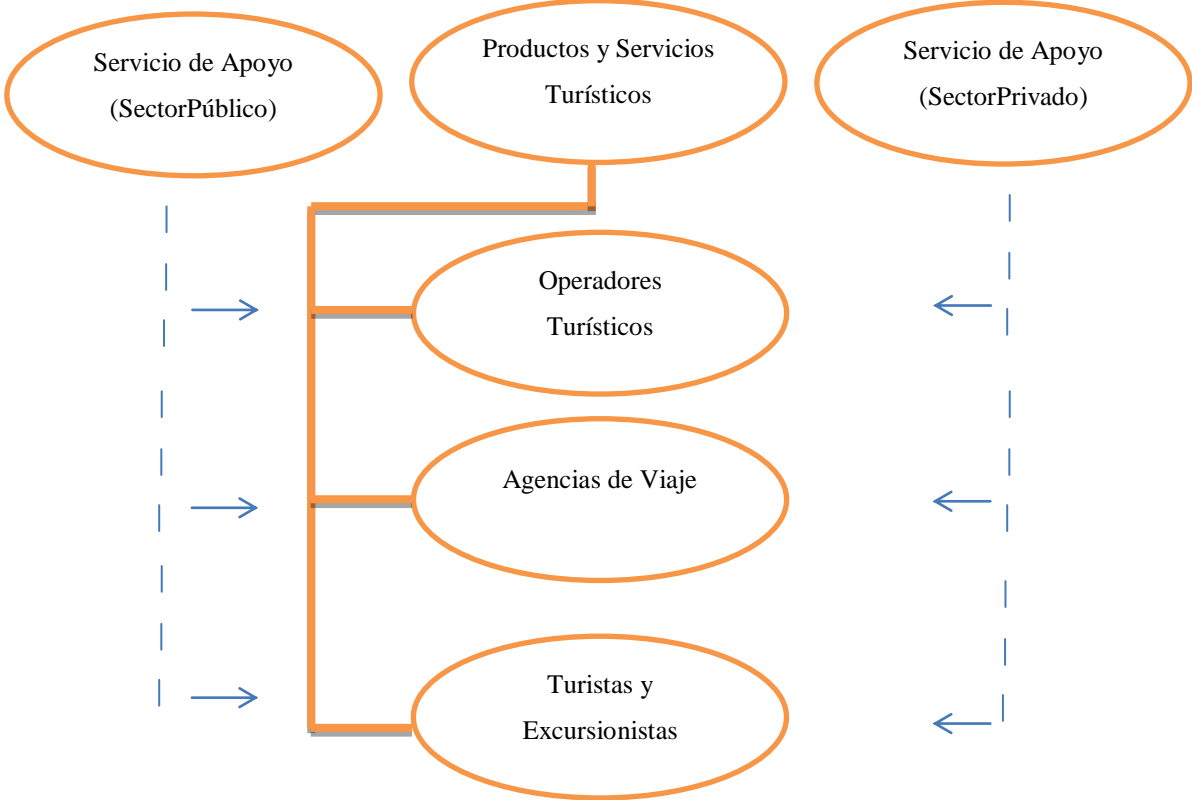 Servicio de Apoyo
(SectorPúblico)
Productos y Servicios
Turísticos
Servicio de Apoyo
(SectorPrivado)
Operadores
Turísticos
Agencias de Viaje
Turistas y
Excursionistas